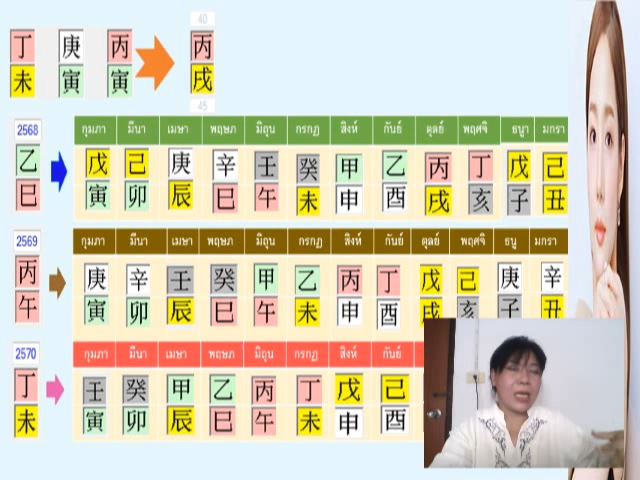 40
丁 庚 丙 丙
未 寅 寅 戌
45
2568 กุมภา มีนา เมษา พฤษภ มิถุน กรกฏ สิงห์ กันย์ ตุลย์ พฤศจิ ธนูา มกรา
乙 戊 己 庚 辛 壬 癸 甲 乙 丙 丁 戊 己
巳 寅 卯 辰 巳 午 未 申 酉 戌 亥 子 丑
2569 กุมภา มีนา เมษา พฤษภ มิถุน กรกฏ สิงห์ กันย์ ตุลย์ พฤศจิ ธนู มกรา
丙 庚 辛 壬 癸 甲 乙 丙 丁 戊 己 庚 辛
午 寅 卯 辰 巳 午 未 申 酉 戌 亥 子 丑
2570 กุมภา มีนา เมษา พฤษภ มิถุน กรกฏ สิงห์ กันย์
丁 壬 癸 甲 乙 丙 丁 戊 己
未 寅 卯 辰 巳 午 未 申 酉